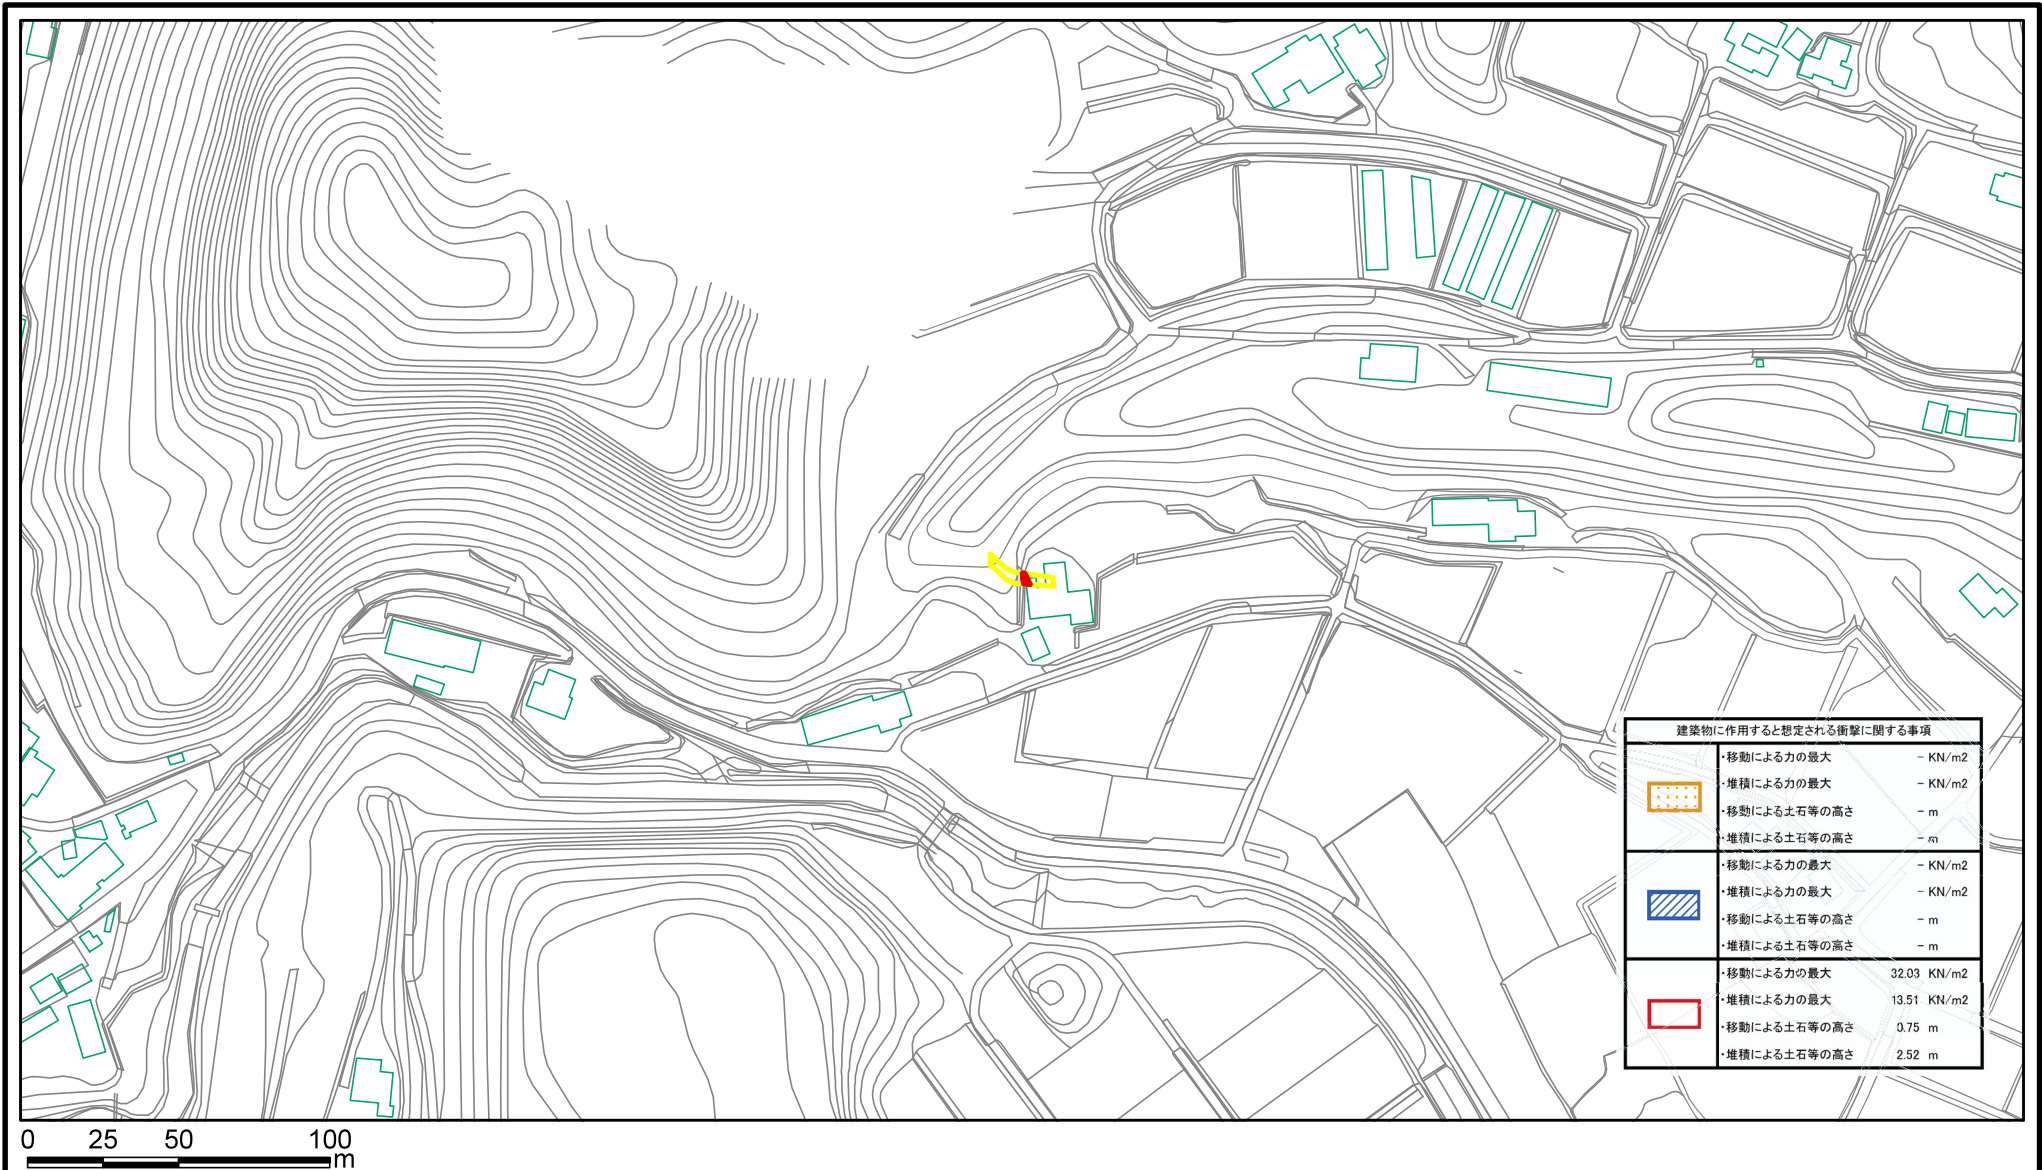 建築物に作用すると想定される衝撃に関する事項
・移動による力の最大 - KN/m2
・堆積による力の最大 - KN/m2
・移動による土石等の高さ - m
・堆積による土石等の高さ - m
・移動による力の最大 - KN/m2
・堆積による力の最大 - KN/m2
・移動による土石等の高さ - m
・堆積による土石等の高さ - m
・移動による力の最大 32.03 KN/m2
・堆積による力の最大 13.51 KN/m2
・移動による土石等の高さ 0.75 m
・堆積による土石等の高さ 2.52 m
0 25 50 100
m